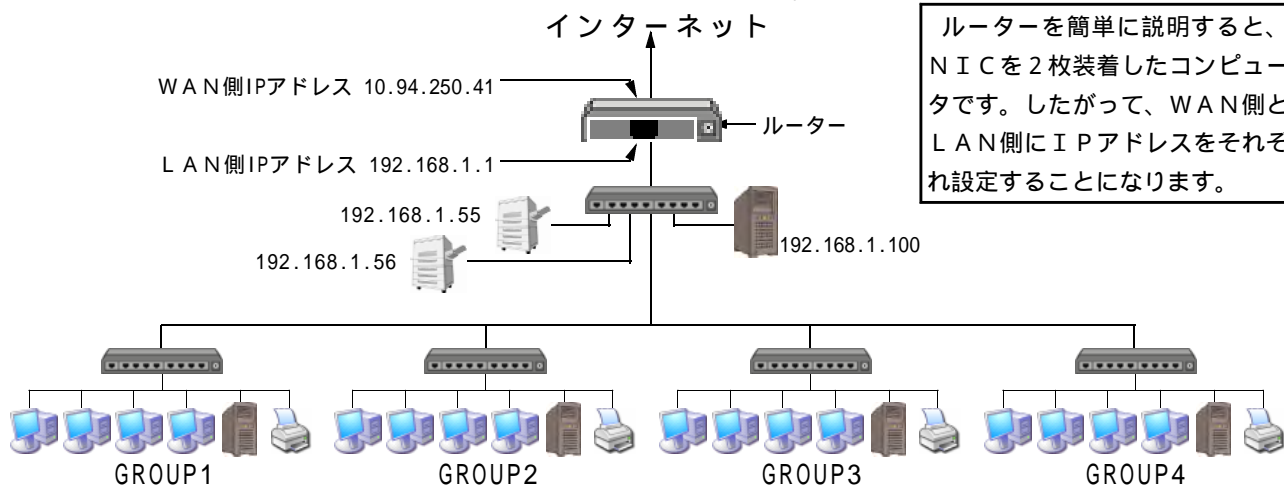 インターネット
ルーターを簡単に説明すると、
ＮＩＣを２枚装着したコンピュー
タです。したがって、ＷＡＮ側と
ＬＡＮ側にＩＰアドレスをそれぞ
れ設定することになります。
ＷＡＮ側IPアドレス 10.94.250.41
ルーター
ＬＡＮ側IPアドレス 192.168.1.1
192.168.1.55
192.168.1.56
192.168.1.100
GROUP1
GROUP2
GROUP3
GROUP4